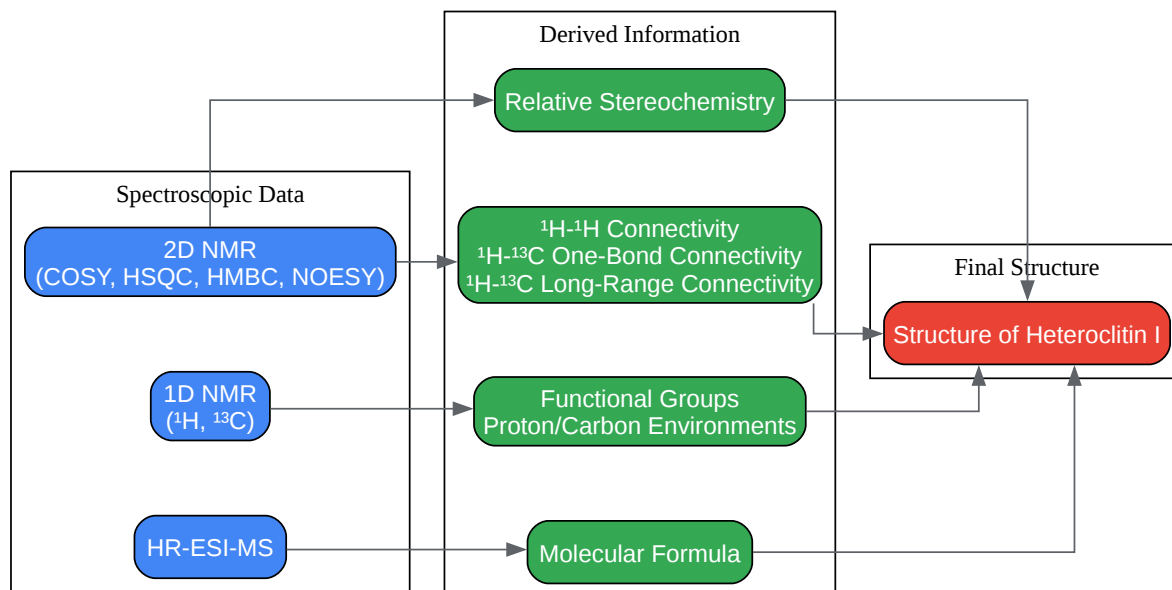 Derived Information
Relative Stereochemistry
Spectroscopic Data
2D NMR
(COSY, HSQC, HMBC, NOESY)
¹H-¹H Connectivity
¹H-¹³C One-Bond Connectivity
¹H-¹³C Long-Range Connectivity
Final Structure
Structure of Heteroclitin I
1D NMR
(¹H, ¹³C)
Functional Groups
Proton/Carbon Environments
HR-ESI-MS
Molecular Formula